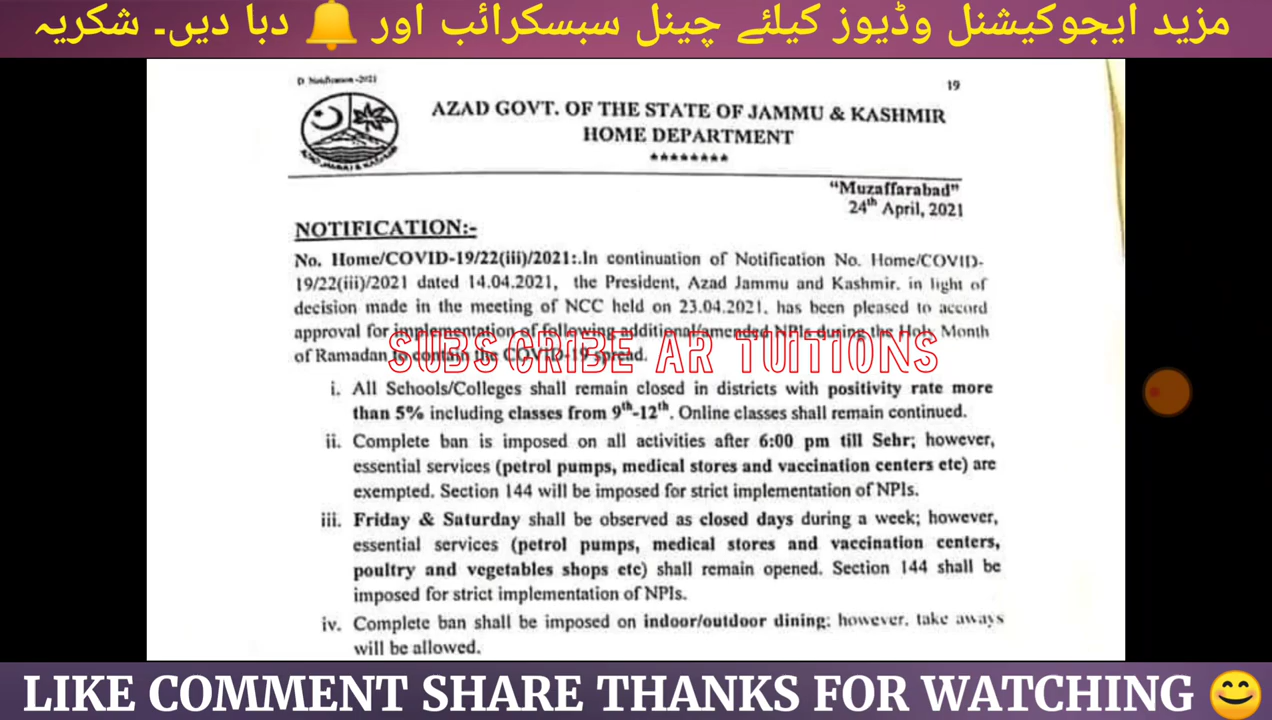 مزید ایجوکیشنل وڈیوز کیلئے چینل سبسکرائب اور 🔔 دبا دیں۔ شکریہ
D Notification-2021
19
AZAD GOVT. OF THE STATE OF JAMMU & KASHMIR
HOME DEPARTMENT
********
"Muzaffarabad"
24th April, 2021
NOTIFICATION:-
No. Home/COVID-19/22(iii)/2021:.In continuation of Notification No. Home/COVID-
19/22(iii)/2021 dated 14.04.2021, the President, Azad Jammu and Kashmir, in light of
decision made in the meeting of NCC held on 23.04.2021, has been pleased to accord
approval for implementation of following additional/amended NPIs during the Holy Month
of Ramadan to contain the COVID-19 spread.
SUBSCRIBE AR TUITIONS
i. All Schools/Colleges shall remain closed in districts with positivity rate more
than 5% including classes from 9th-12th. Online classes shall remain continued.
ii. Complete ban is imposed on all activities after 6:00 pm till Sehr; however,
essential services (petrol pumps, medical stores and vaccination centers etc) are
exempted. Section 144 will be imposed for strict implementation of NPIs.
iii. Friday & Saturday shall be observed as closed days during a week; however,
essential services (petrol pumps, medical stores and vaccination centers,
poultry and vegetables shops etc) shall remain opened. Section 144 shall be
imposed for strict implementation of NPIs.
iv. Complete ban shall be imposed on indoor/outdoor dining; however, take aways
will be allowed.
LIKE COMMENT SHARE THANKS FOR WATCHING 😊